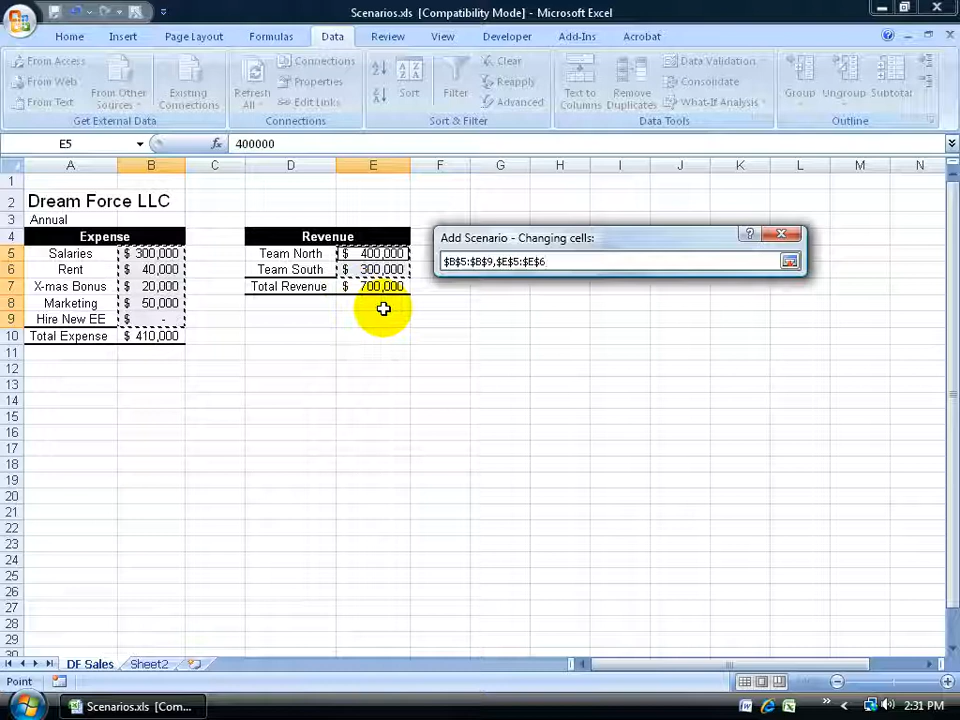 Scenarios.xls [Compatibility Mode] - Microsoft Excel
Home Insert Page Layout Formulas Data Review View Developer Add-Ins Acrobat
From Access
From Web
From Text
From Other Sources
Existing Connections
Get External Data
Refresh All
Connections
Properties
Edit Links
Connections
Sort
Filter
Clear
Reapply
Advanced
Sort & Filter
Text to Columns
Remove Duplicates
Data Validation
Consolidate
What-If Analysis
Data Tools
Group
Ungroup
Subtotal
Outline
E5 fx 400000
A B C D E F G H I J K L M N
1
2 Dream Force LLC
3 Annual
4 Expense Revenue
5 Salaries $ 300,000 Team North $ 400,000
6 Rent $ 40,000 Team South $ 300,000
7 X-mas Bonus $ 20,000 Total Revenue $ 700,000
8 Marketing $ 50,000
9 Hire New EE $ -
10 Total Expense $ 410,000
11
12
13
14
15
16
17
18
19
20
21
22
23
24
25
26
27
28
29
30
Add Scenario - Changing cells:
$B$5:$B$9,$E$5:$E$6
DF Sales Sheet2
Point
Scenarios.xls [Com...
2:31 PM